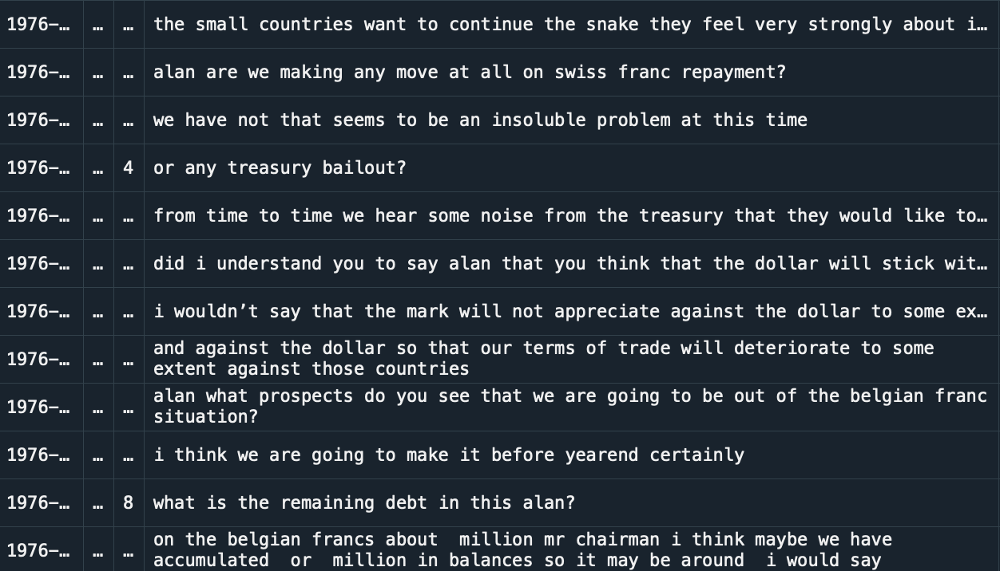 1976-… … … the small countries want to continue the snake they feel very strongly about i…
1976-… … … alan are we making any move at all on swiss franc repayment?
1976-… … … we have not that seems to be an insoluble problem at this time
1976-… … 4 or any treasury bailout?
1976-… … … from time to time we hear some noise from the treasury that they would like to…
1976-… … … did i understand you to say alan that you think that the dollar will stick wit…
1976-… … … i wouldn’t say that the mark will not appreciate against the dollar to some ex…
1976-… … … and against the dollar so that our terms of trade will deteriorate to some
extent against those countries
1976-… … … alan what prospects do you see that we are going to be out of the belgian franc
situation?
1976-… … … i think we are going to make it before yearend certainly
1976-… … 8 what is the remaining debt in this alan?
1976-… … … on the belgian francs about  million mr chairman i think maybe we have
accumulated  or  million in balances so it may be around  i would say